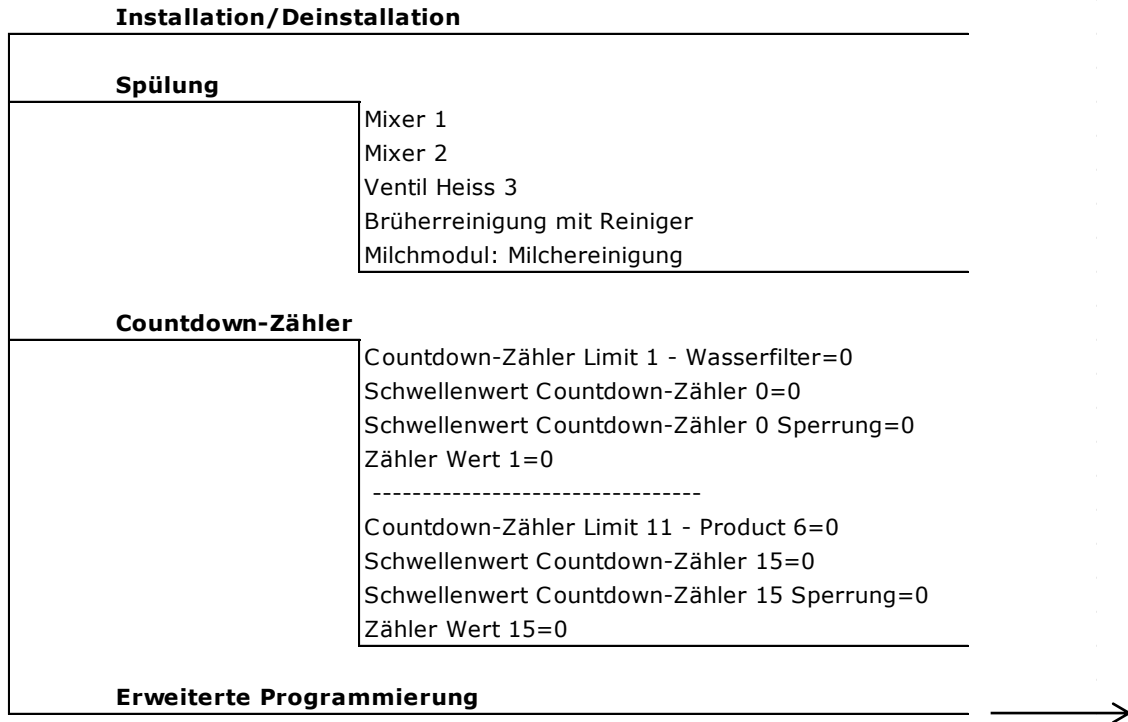 Installation/Deinstallation
Spülung
Mixer 1
Mixer 2
Ventil Heiss 3
Brüherreinigung mit Reiniger
Milchmodul: Milchereinigung
Countdown-Zähler
Countdown-Zähler Limit 1 - Wasserfilter=0
Schwellenwert Countdown-Zähler 0=0
Schwellenwert Countdown-Zähler 0 Sperrung=0
Zähler Wert 1=0
---------------------------------
Countdown-Zähler Limit 11 - Product 6=0
Schwellenwert Countdown-Zähler 15=0
Schwellenwert Countdown-Zähler 15 Sperrung=0
Zähler Wert 15=0
Erweiterte Programmierung